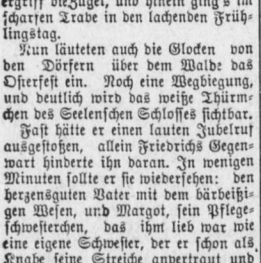 ergriff dieZügel, und hinein ging's im
scharfen Trabe in den lachenden Früh-
lingstag.
Nun läuteten auch die Glocken von
den Dörfern über dem Walde das
Osterfest ein. Noch eine Wegbiegung,
und deutlich wird das weiße Thürm-
chen des Seelenschen Schlosses sichtbar.
Fast hätte er einen lauten Jubelruf
ausgestoßen, allein Friedrichs Gegen-
wart hinderte ihn daran. In wenigen
Minuten sollte er sie wiedersehen: den
herzensguten Vater mit dem bärbeißi-
gen Wesen, und Margot, sein Pflege-
schwesterchen, das ihm lieb war wie
eine eigene Schwester, der er schon als
Knabe seine Streiche anvertraut und